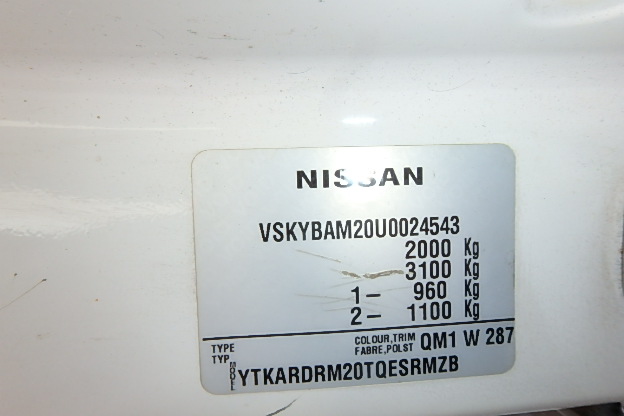 NISSAN
VSKYBAM20U0024543
2000 Kg
3100 Kg
1- 960 Kg
2- 1100 Kg
TYPE
TYP
COLOUR,TRIM QM1 W 287
FABRE,POLST
MODELL YTKARDRM20TQESRMZB